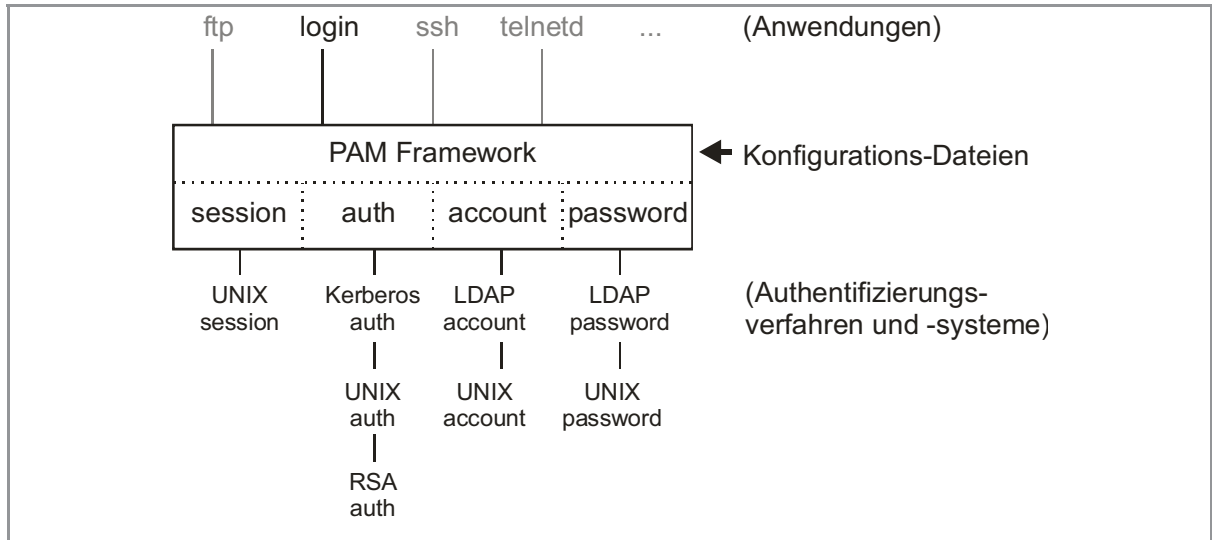 ftp login ssh telnetd ... (Anwendungen)
PAM Framework
Konfigurations-Dateien
session auth account password
UNIX Kerberos LDAP LDAP (Authentifizierungs-
session auth account password verfahren und -systeme)
UNIX UNIX UNIX
auth account password
RSA
auth